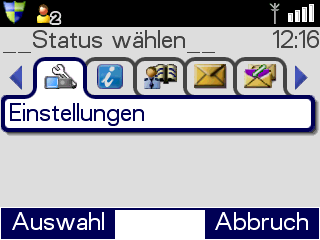 2
__Status wählen__ 12:16
Einstellungen
Auswahl Abbruch